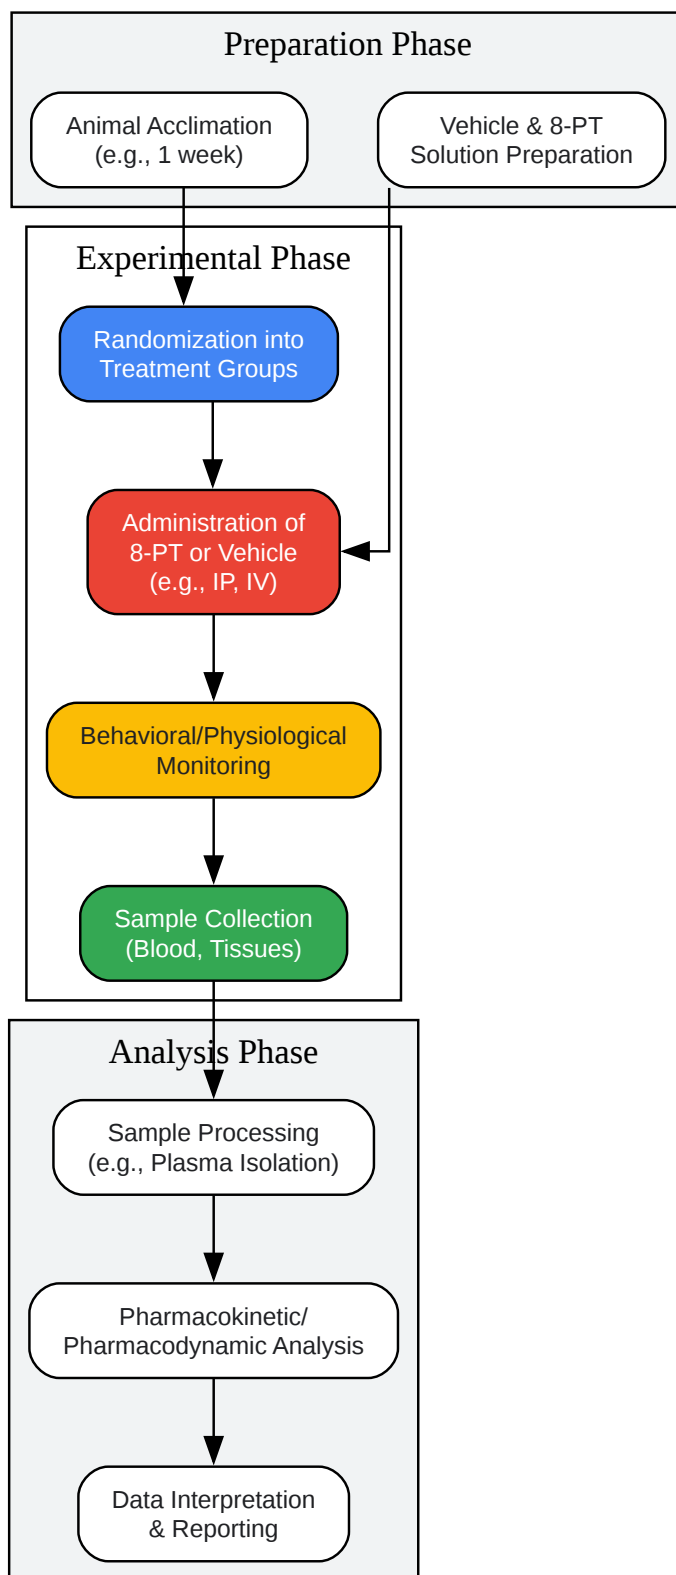 Preparation Phase
Animal Acclimation
(e.g., 1 week)
Vehicle & 8-PT
Solution Preparation
Experimental Phase
Randomization into
Treatment Groups
Administration of
8-PT or Vehicle
(e.g., IP, IV)
Behavioral/Physiological
Monitoring
Sample Collection
(Blood, Tissues)
Analysis Phase
Sample Processing
(e.g., Plasma Isolation)
Pharmacokinetic/
Pharmacodynamic Analysis
Data Interpretation
& Reporting